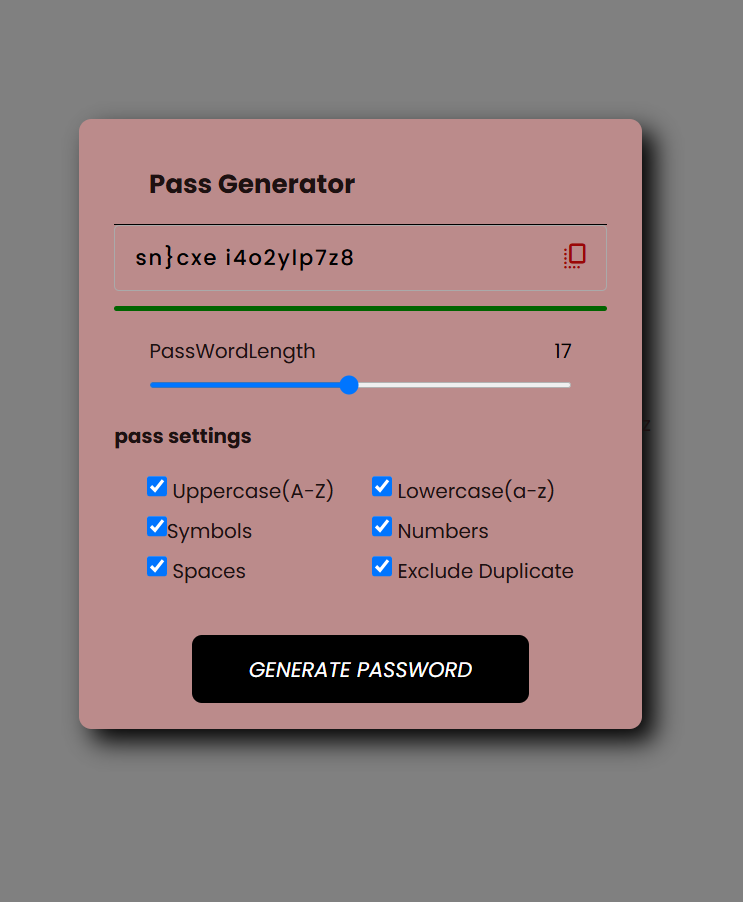 Pass Generator
sn}cxe i4o2ylp7z8
PassWordLength 17
z
pass settings
Uppercase(A-Z) Lowercase(a-z)
Symbols Numbers
Spaces Exclude Duplicate
GENERATE PASSWORD